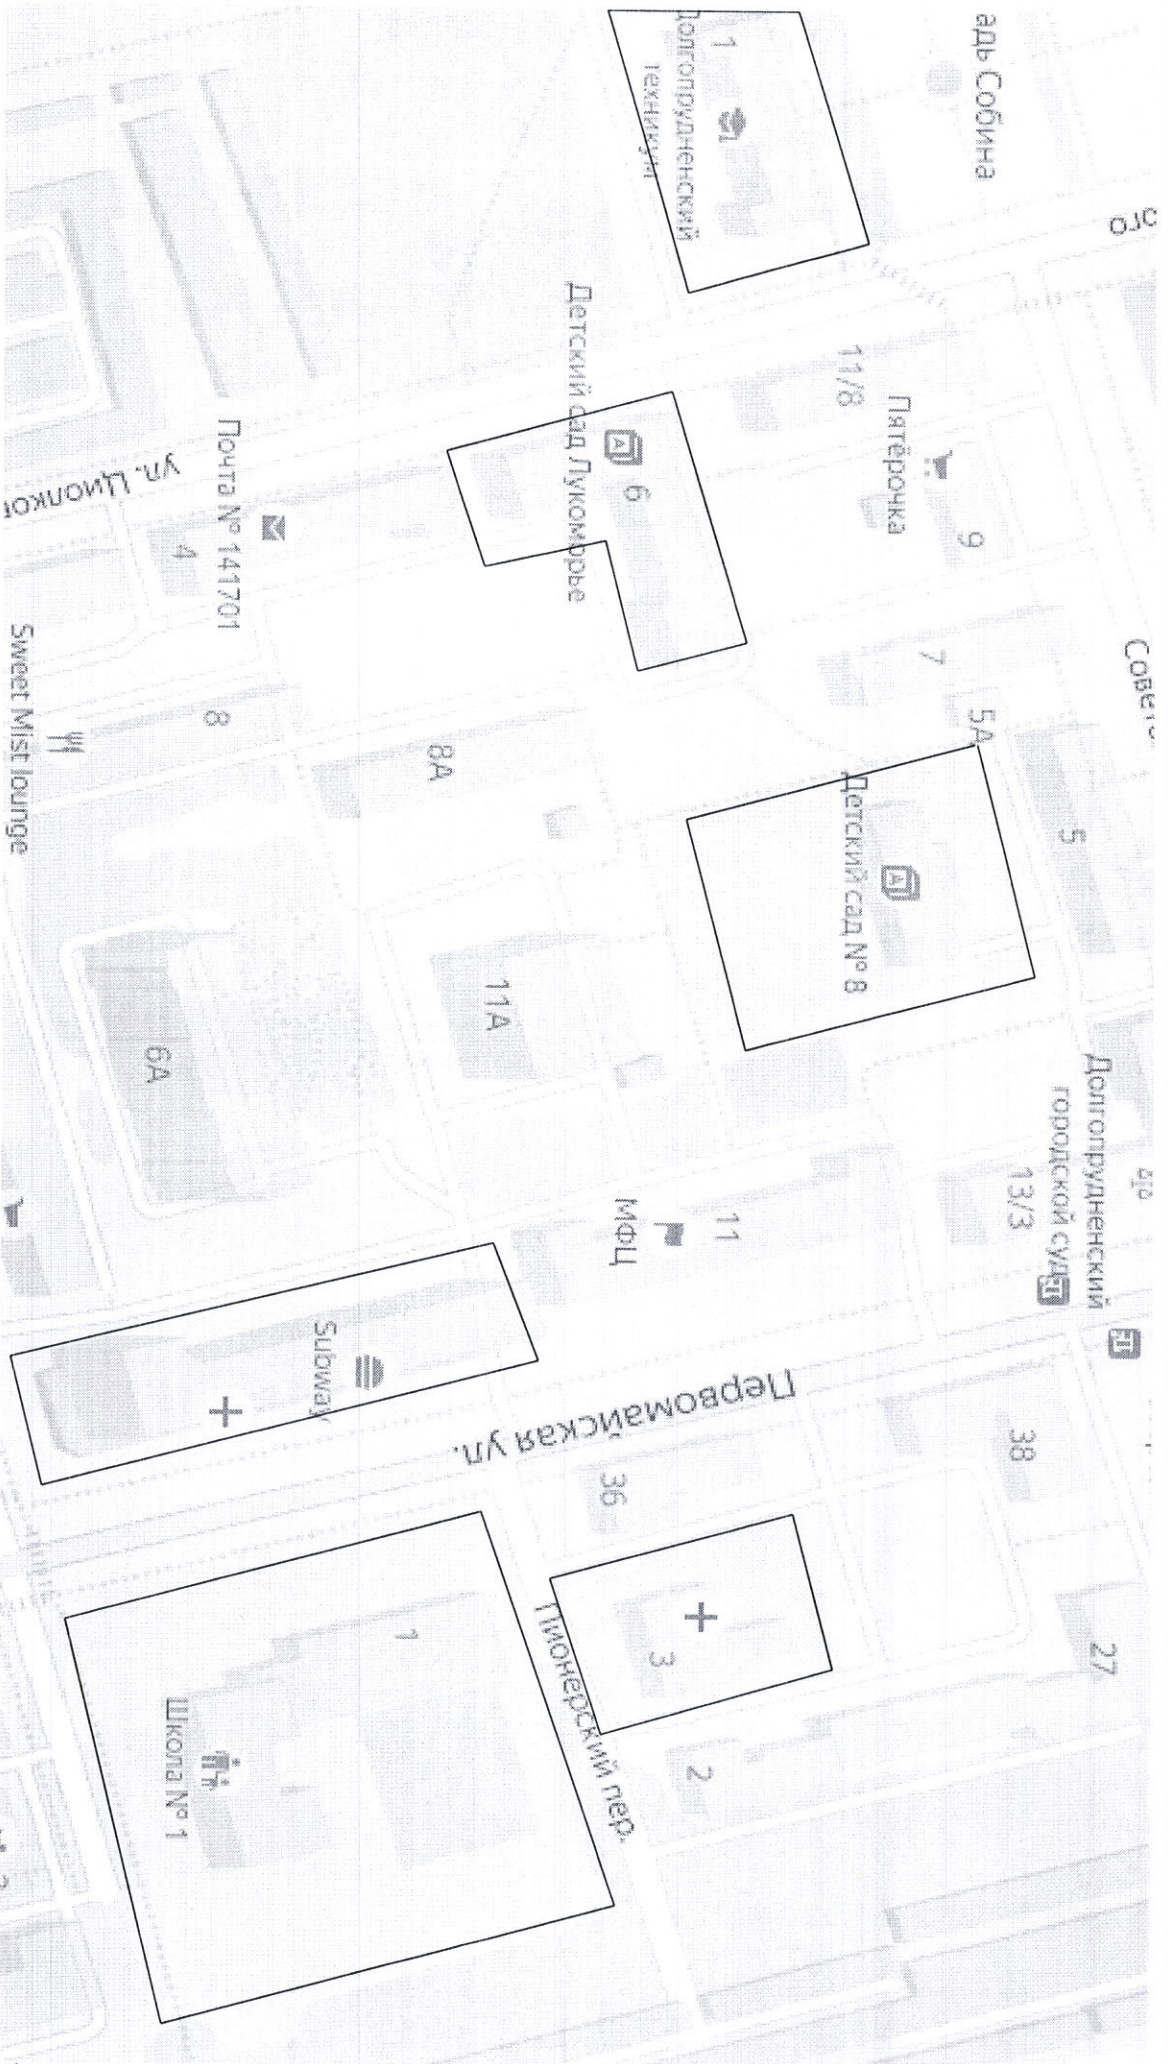 адь Собина
ого
1
Долгопрудненский
техникум
11/8
Пятёрочка
9
Детский сад Лукоморье
6
7
5А
5
Советс
Почта № 141701
4
ул. Циолков
8
8А
Sweet Mist lounge
Детский сад № 8
11А
6А
Долгопрудненский
городской суд
13/3
11
МФЦ
Subway
Первомайская ул.
38
36
3
27
Пионерский пер.
2
1
Школа № 1